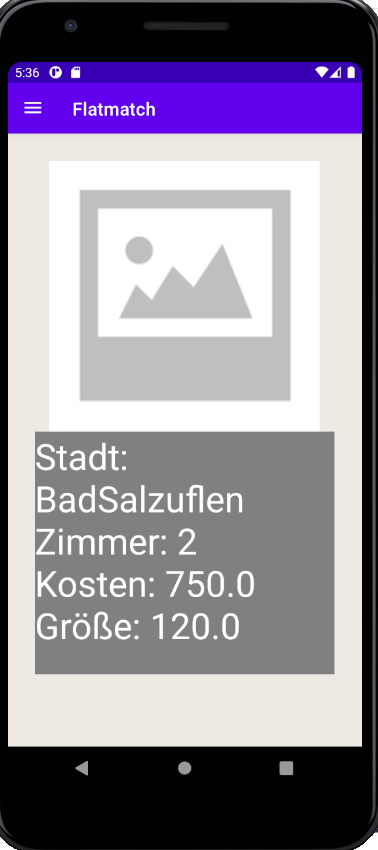 5:36
Flatmatch
Stadt:
BadSalzuflen
Zimmer: 2
Kosten: 750.0
Größe: 120.0